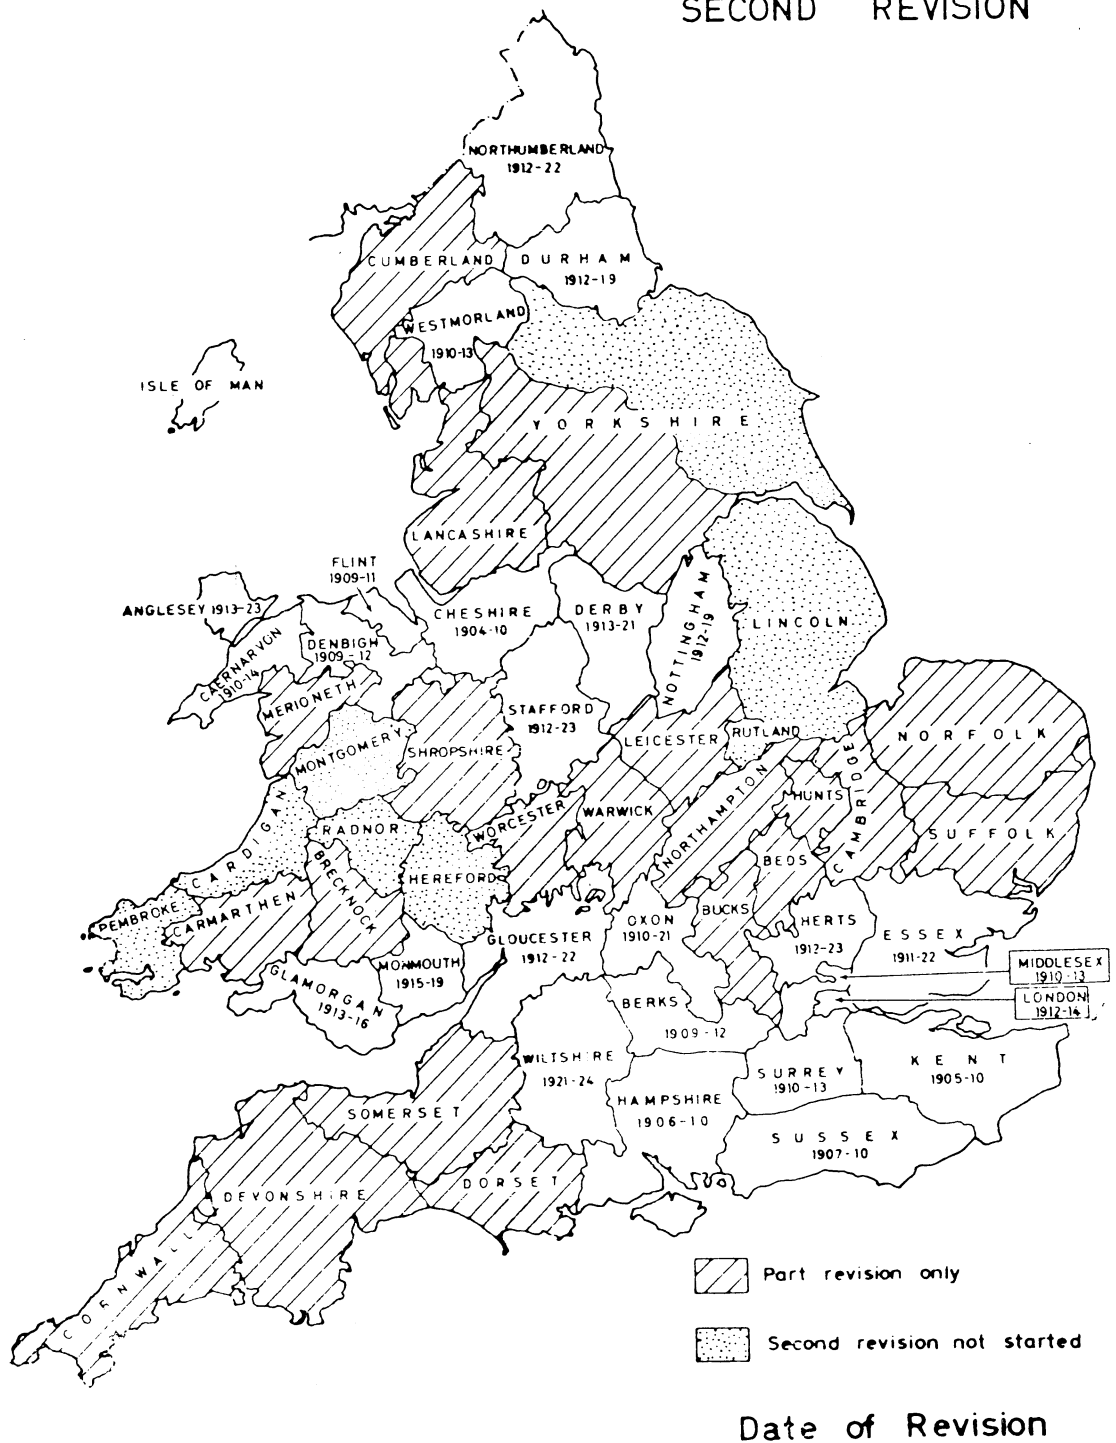 SECOND REVISION
NORTHUMBERLAND
1912-22
CUMBERLAND
DURHAM
1912-19
WESTMORLAND
1910-13
ISLE OF MAN
YORKSHIRE
LANCASHIRE
FLINT
1909-11
ANGLESEY 1913-23
CHESHIRE
1904-10
DERBY
1913-21
NOTTINGHAM
1912-19
LINCOLN
CAERNARVON
1910-14
DENBIGH
1909-12
MERIONETH
STAFFORD
1912-23
MONTGOMERY
SHROPSHIRE
LEICESTER
RUTLAND
NORFOLK
CARDIGAN
RADNOR
WORCESTER
WARWICK
NORTHAMPTON
HUNTS
CAMBRIDGE
SUFFOLK
BEDS
HEREFORD
BRECKNOCK
PEMBROKE
CARMARTHEN
BUCKS
OXON
1910-21
HERTS
1912-23
ESSEX
1911-22
GLOUCESTER
1912-22
MONMOUTH
1915-19
GLAMORGAN
1913-16
MIDDLESEX
1910-13
LONDON
1912-14
BERKS
1909-12
WILTSHIRE
1921-24
SURREY
1910-13
KENT
1905-10
HAMPSHIRE
1906-10
SOMERSET
SUSSEX
1907-10
DEVONSHIRE
DORSET
CORNWALL
Part revision only
Second revision not started
Date of Revision